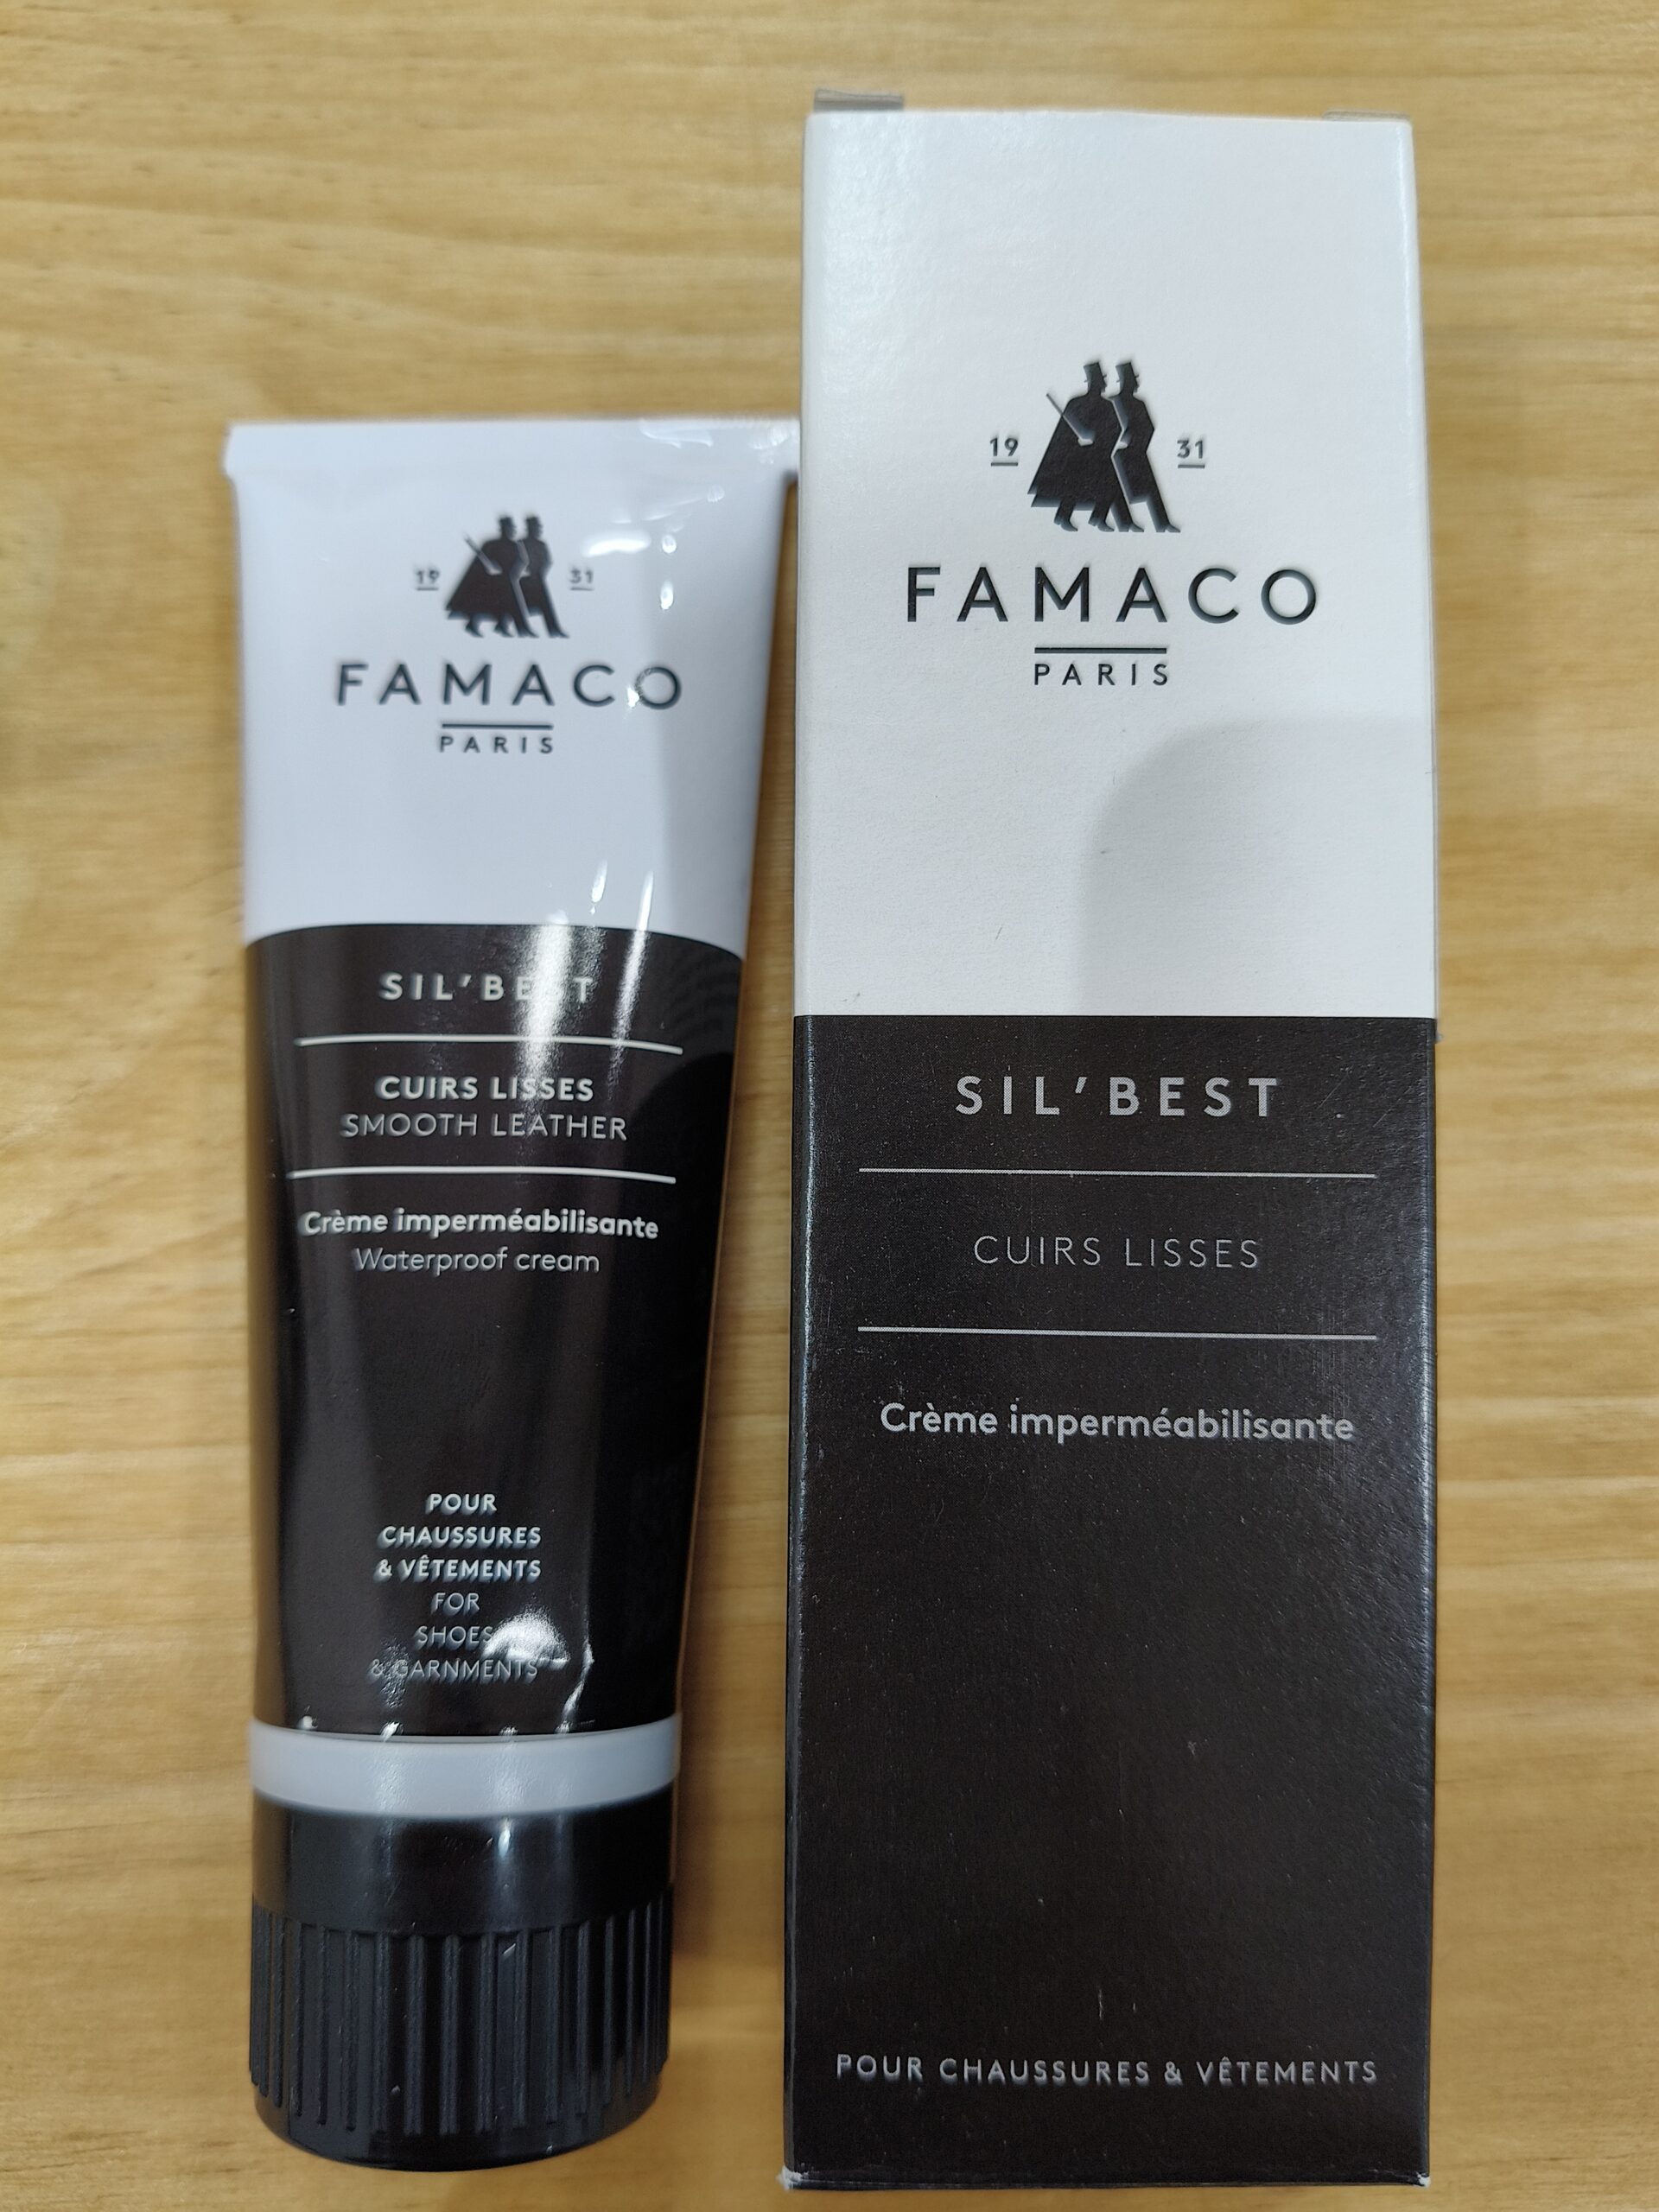 19 31
FAMACO
PARIS
SIL'BEST
CUIRS LISSES
SMOOTH LEATHER
Crème imperméabilisante
Waterproof cream
POUR
CHAUSSURES
& VÊTEMENTS
FOR
SHOES
& GARNMENTS
19 31
FAMACO
PARIS
SIL'BEST
CUIRS LISSES
Crème imperméabilisante
POUR CHAUSSURES & VÊTEMENTS